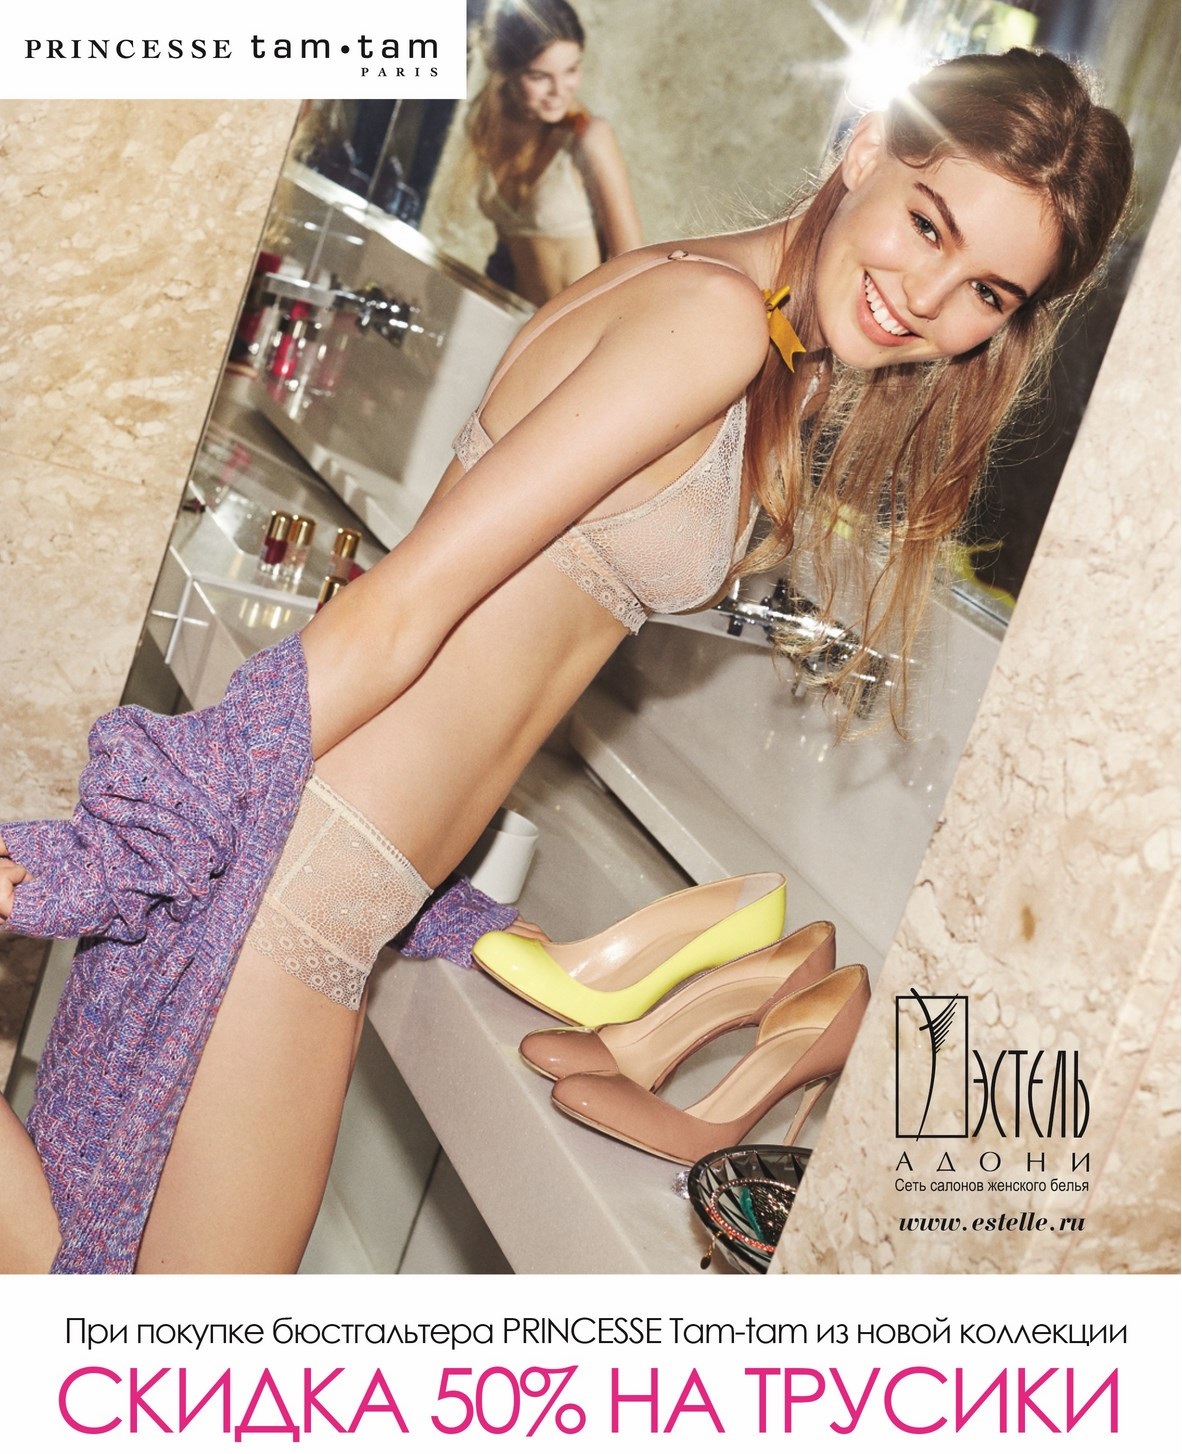 PRINCESSE tam•tam
PARIS
ЭСТЕЛЬ
АДОНИ
Сеть салонов женского белья
www.estelle.ru
При покупке бюстгальтера PRINCESSE Tam-tam из новой коллекции
СКИДКА 50% НА ТРУСИКИ